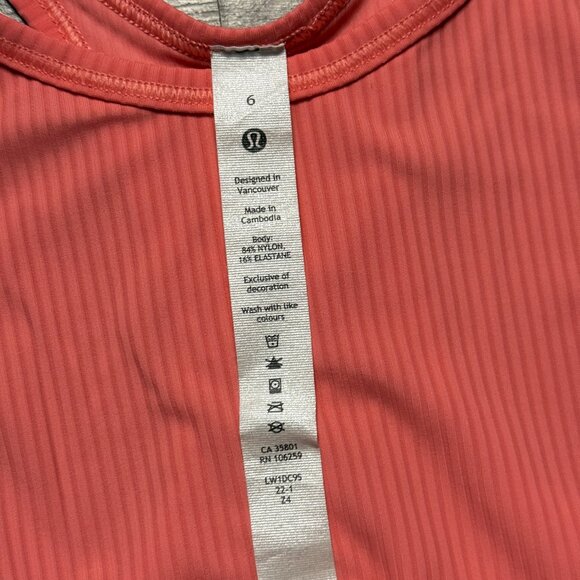 6
Designed in
Vancouver
Made in
Cambodia
Body:
84% NYLON,
16% ELASTANE
Exclusive of
decoration
Wash with like
colours
CA 35801
RN 106259
LW1DC9S
22-1
Z4